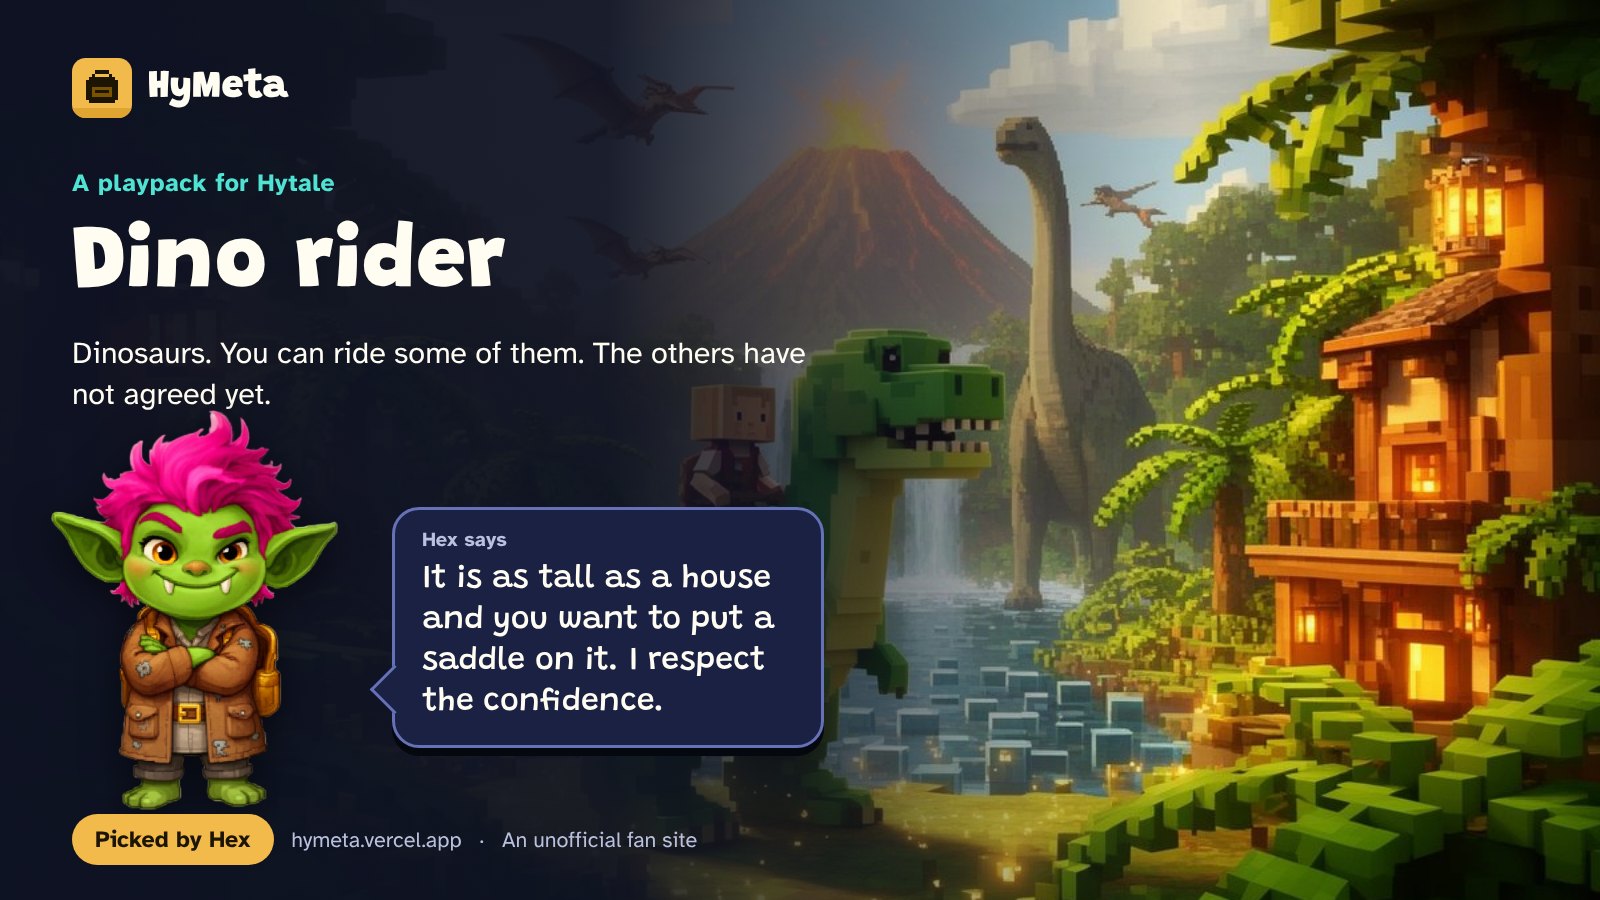 HyMeta
A playpack for Hytale
Dino rider
Dinosaurs. You can ride some of them. The others have
not agreed yet.
Hex says
It is as tall as a house
and you want to put a
saddle on it. I respect
the confidence.
Picked by Hex
hymeta.vercel.app · An unofficial fan site